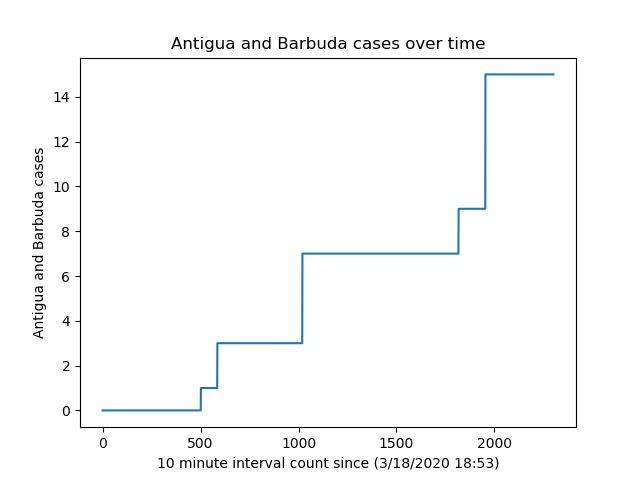 Antigua and Barbuda cases over time
14
12
10
8
6
4
2
0
Antigua and Barbuda cases
0 500 1000 1500 2000
10 minute interval count since (3/18/2020 18:53)